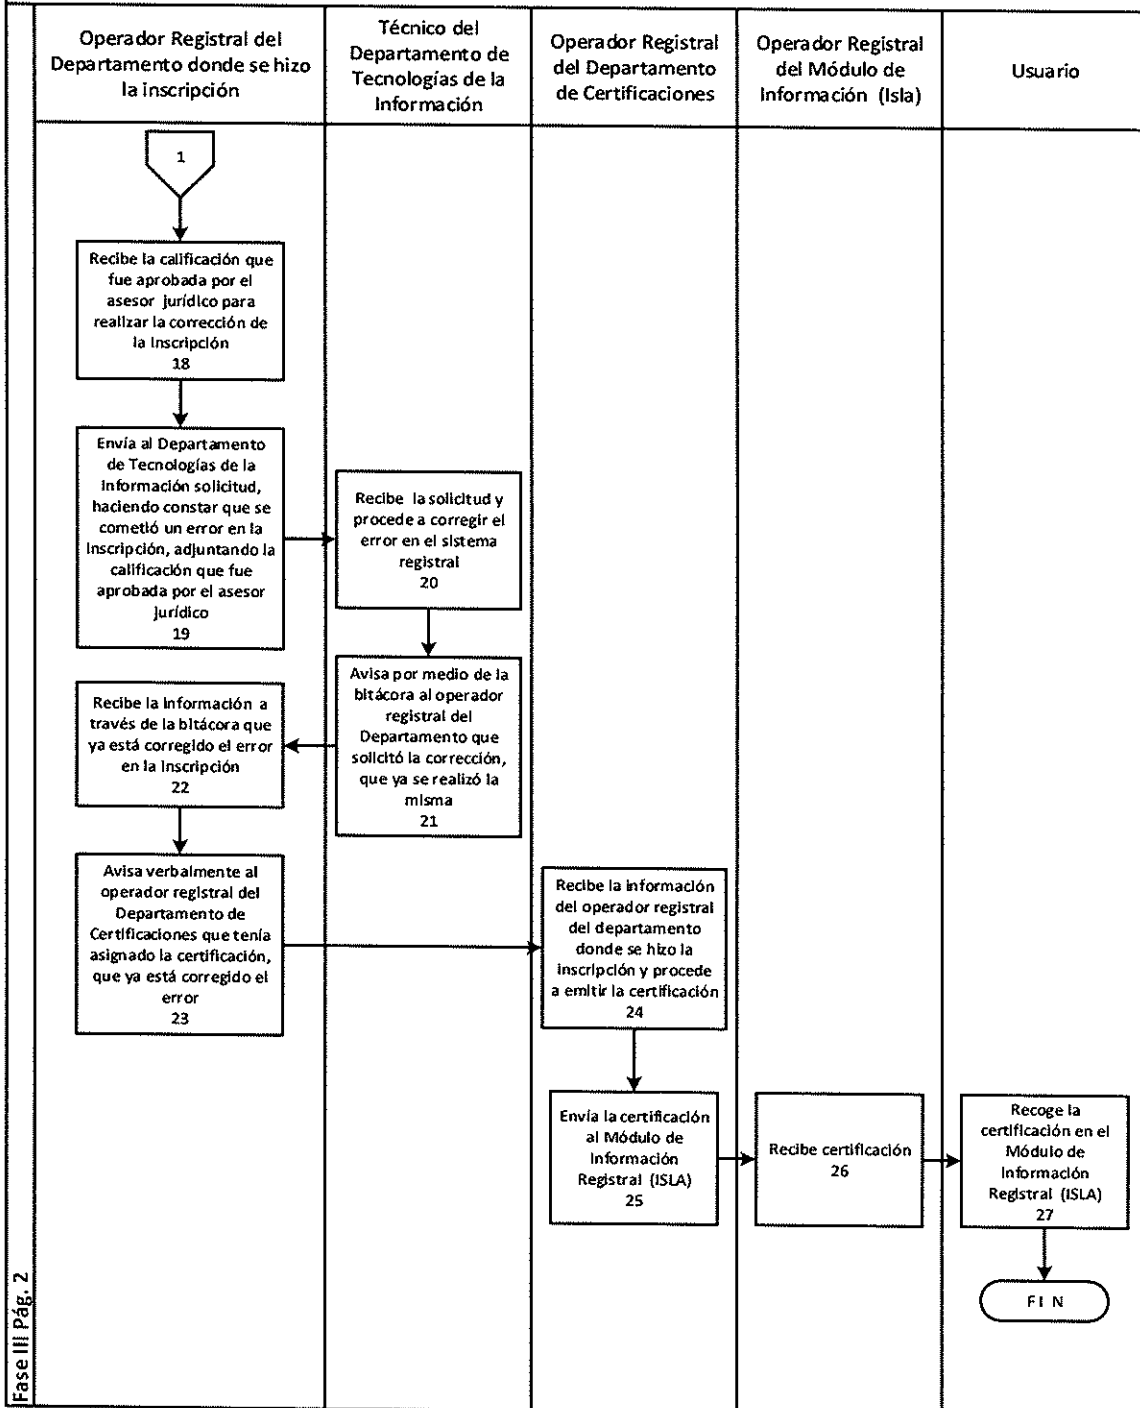 Operador Registral del
Departamento donde se hizo
la inscripción
Técnico del
Departamento de
Tecnologías de la
Información
Operador Registral
del Departamento
de Certificaciones
Operador Registral
del Módulo de
Información (Isla)
Usuario
1
Recibe la calificación que
fue aprobada por el
asesor jurídico para
realizar la corrección de
la inscripción
18
Envía al Departamento
de Tecnologías de la
Información solicitud,
haciendo constar que se
cometió un error en la
inscripción, adjuntando la
calificación que fue
aprobada por el asesor
jurídico
19
Recibe la solicitud y
procede a corregir el
error en el sistema
registral
20
Avisa por medio de la
bitácora al operador
registral del
Departamento que
solicitó la corrección,
que ya se realizó la
misma
21
Recibe la información a
través de la bitácora que
ya está corregido el error
en la inscripción
22
Avisa verbalmente al
operador registral del
Departamento de
Certificaciones que tenía
asignado la certificación,
que ya está corregido el
error
23
Recibe la información
del operador registral
del departamento
donde se hizo la
inscripción y procede
a emitir la certificación
24
Envía la certificación
al Módulo de
Información
Registral (ISLA)
25
Recibe certificación
26
Recoge la
certificación en el
Módulo de
Información
Registral (ISLA)
27
FIN
Fase III Pág. 2